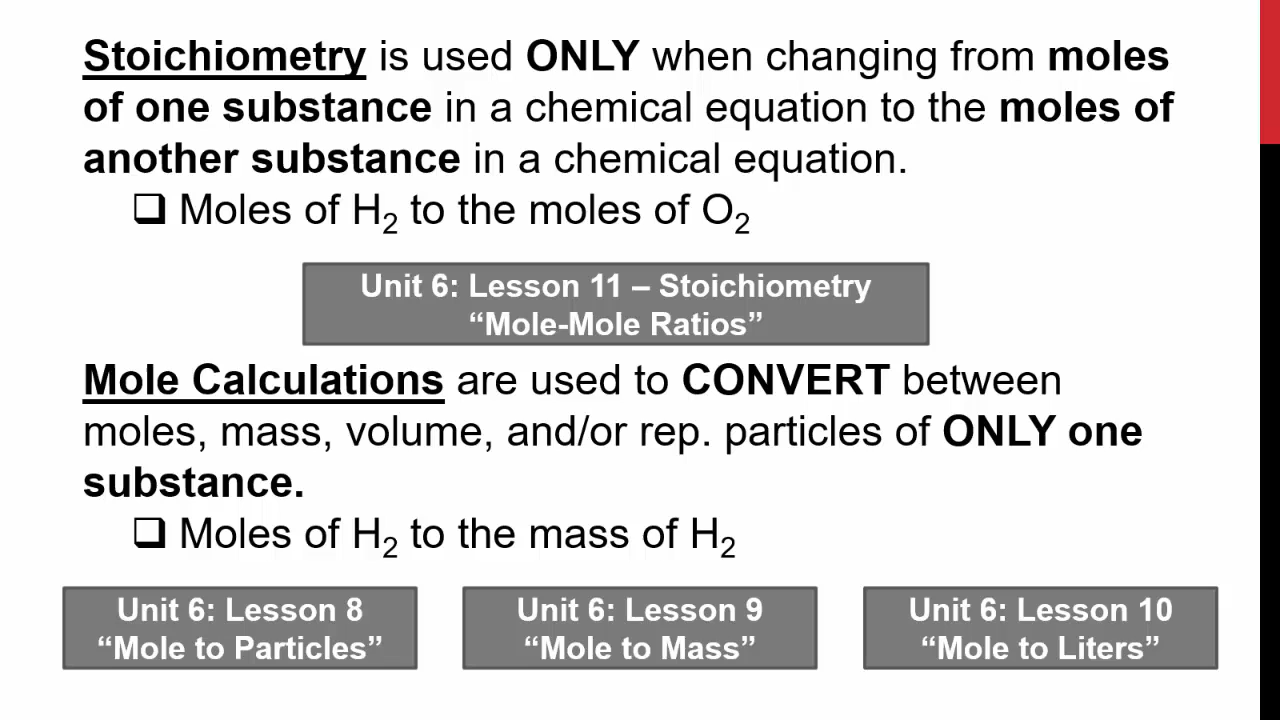 Stoichiometry is used ONLY when changing from moles
of one substance in a chemical equation to the moles of
another substance in a chemical equation.
❑ Moles of H₂ to the moles of O₂
Unit 6: Lesson 11 – Stoichiometry
“Mole-Mole Ratios”
Mole Calculations are used to CONVERT between
moles, mass, volume, and/or rep. particles of ONLY one
substance.
❑ Moles of H₂ to the mass of H₂
Unit 6: Lesson 8
“Mole to Particles”
Unit 6: Lesson 9
“Mole to Mass”
Unit 6: Lesson 10
“Mole to Liters”